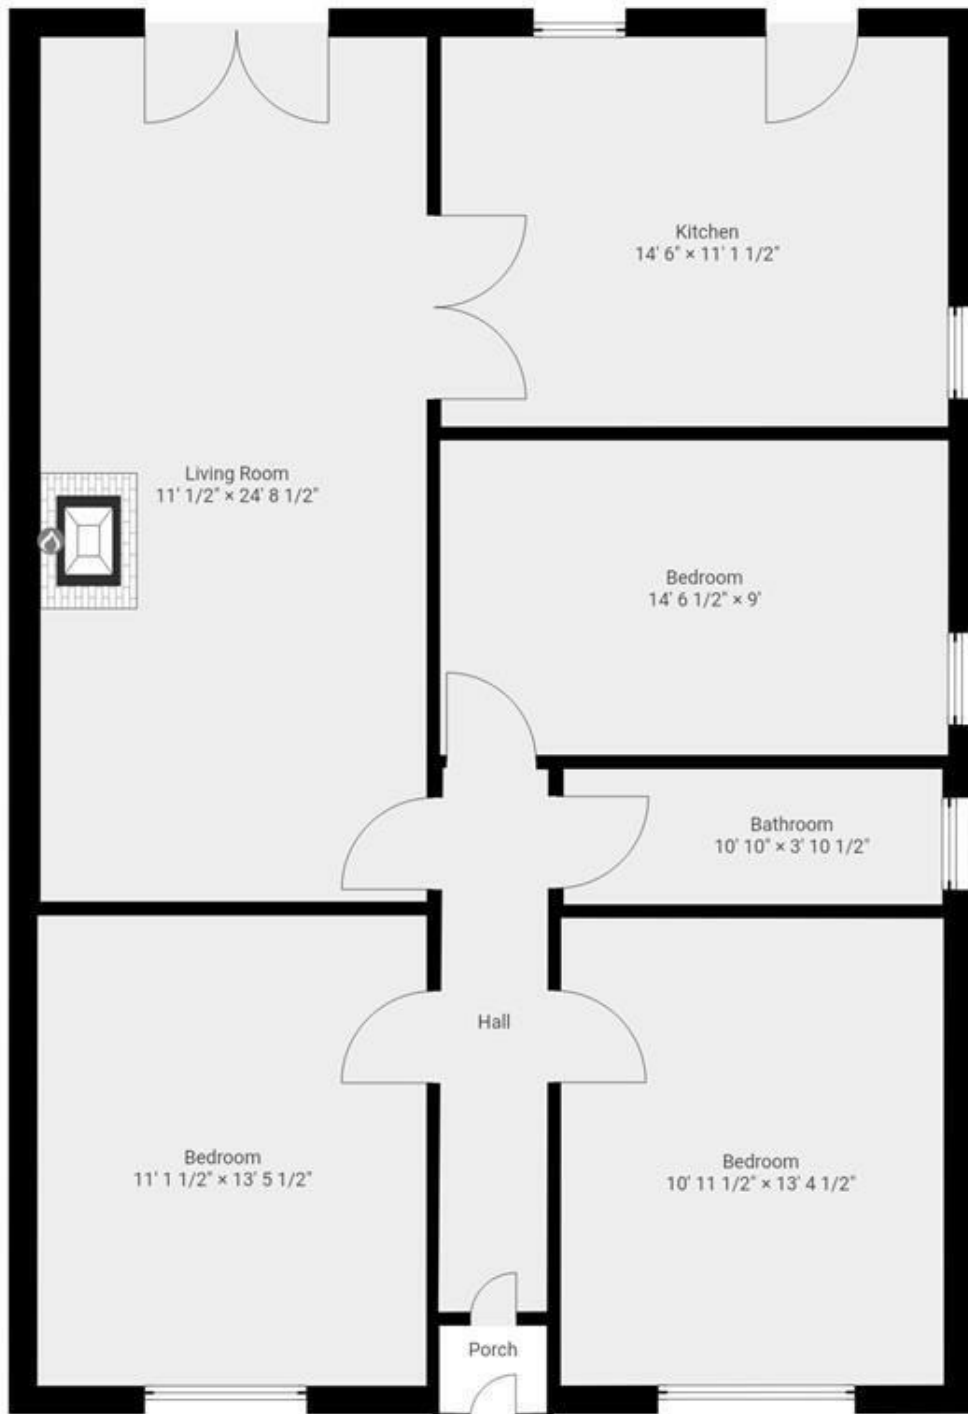 Kitchen
14' 6" × 11' 1 1/2"
Living Room
11' 1/2" × 24' 8 1/2"
Bedroom
14' 6 1/2" × 9'
Bathroom
10' 10" × 3' 10 1/2"
Hall
Bedroom
11' 1 1/2" × 13' 5 1/2"
Bedroom
10' 11 1/2" × 13' 4 1/2"
Porch